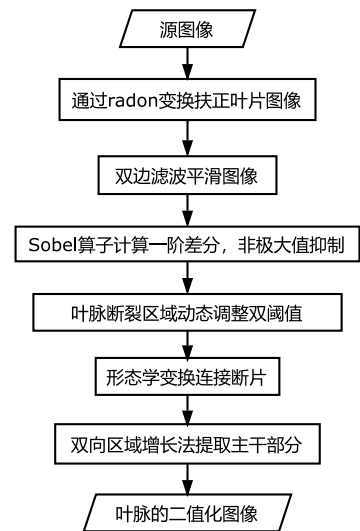 源图像
通过radon变换扶正叶片图像
双边滤波平滑图像
Sobel算子计算一阶差分，非极大值抑制
叶脉断裂区域动态调整双阈值
形态学变换连接断片
双向区域增长法提取主干部分
叶脉的二值化图像